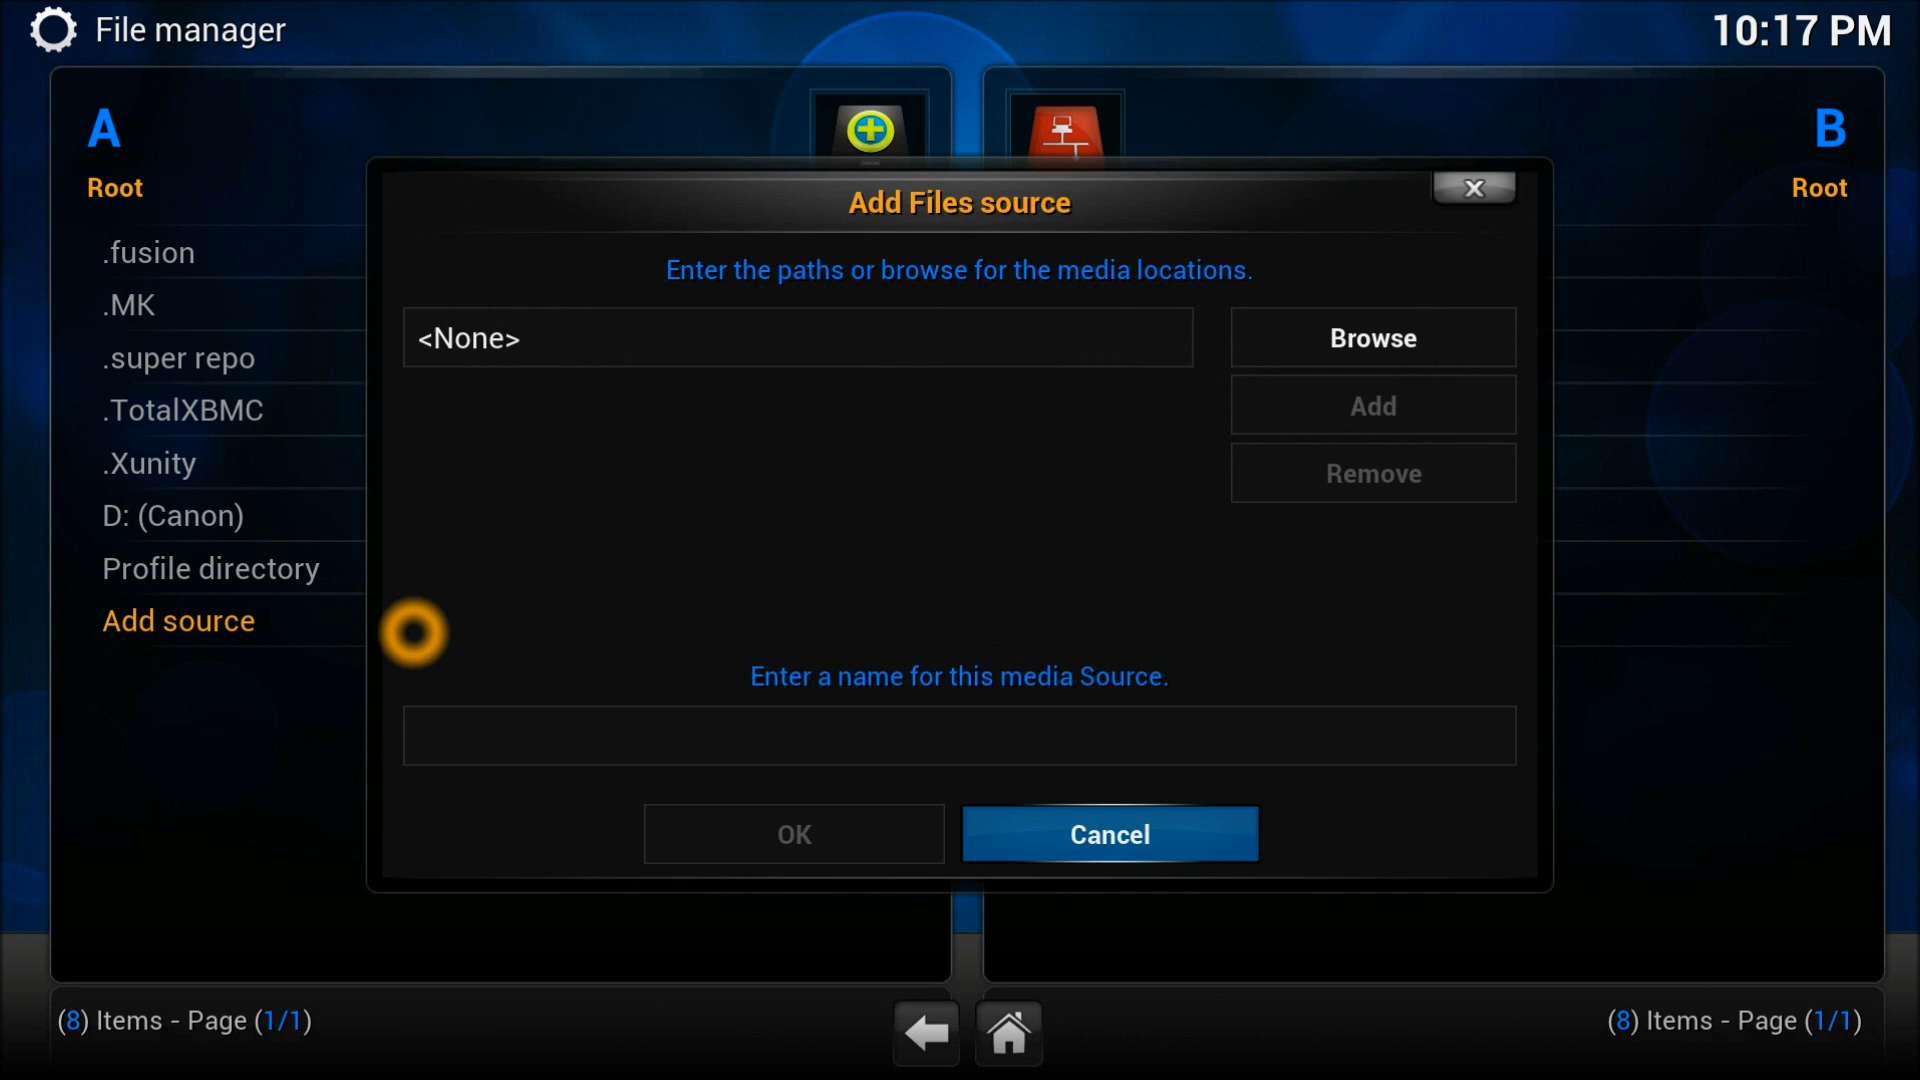 File manager
10:17 PM
A
B
Root
Root
.fusion
.MK
.super repo
.TotalXBMC
.Xunity
D: (Canon)
Profile directory
Add source
Add Files source
Enter the paths or browse for the media locations.
<None>
Browse
Add
Remove
Enter a name for this media Source.
OK
Cancel
(8) Items - Page (1/1)
(8) Items - Page (1/1)